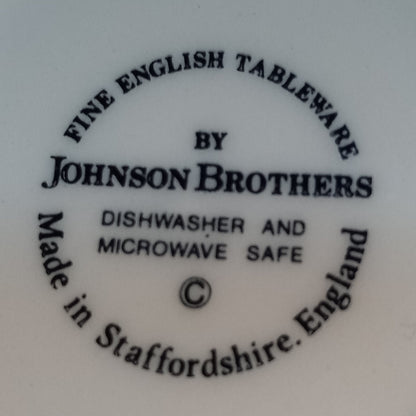 FINE ENGLISH TABLEWARE
BY
JOHNSON BROTHERS
DISHWASHER AND
MICROWAVE SAFE
©
Made in Staffordshire. England